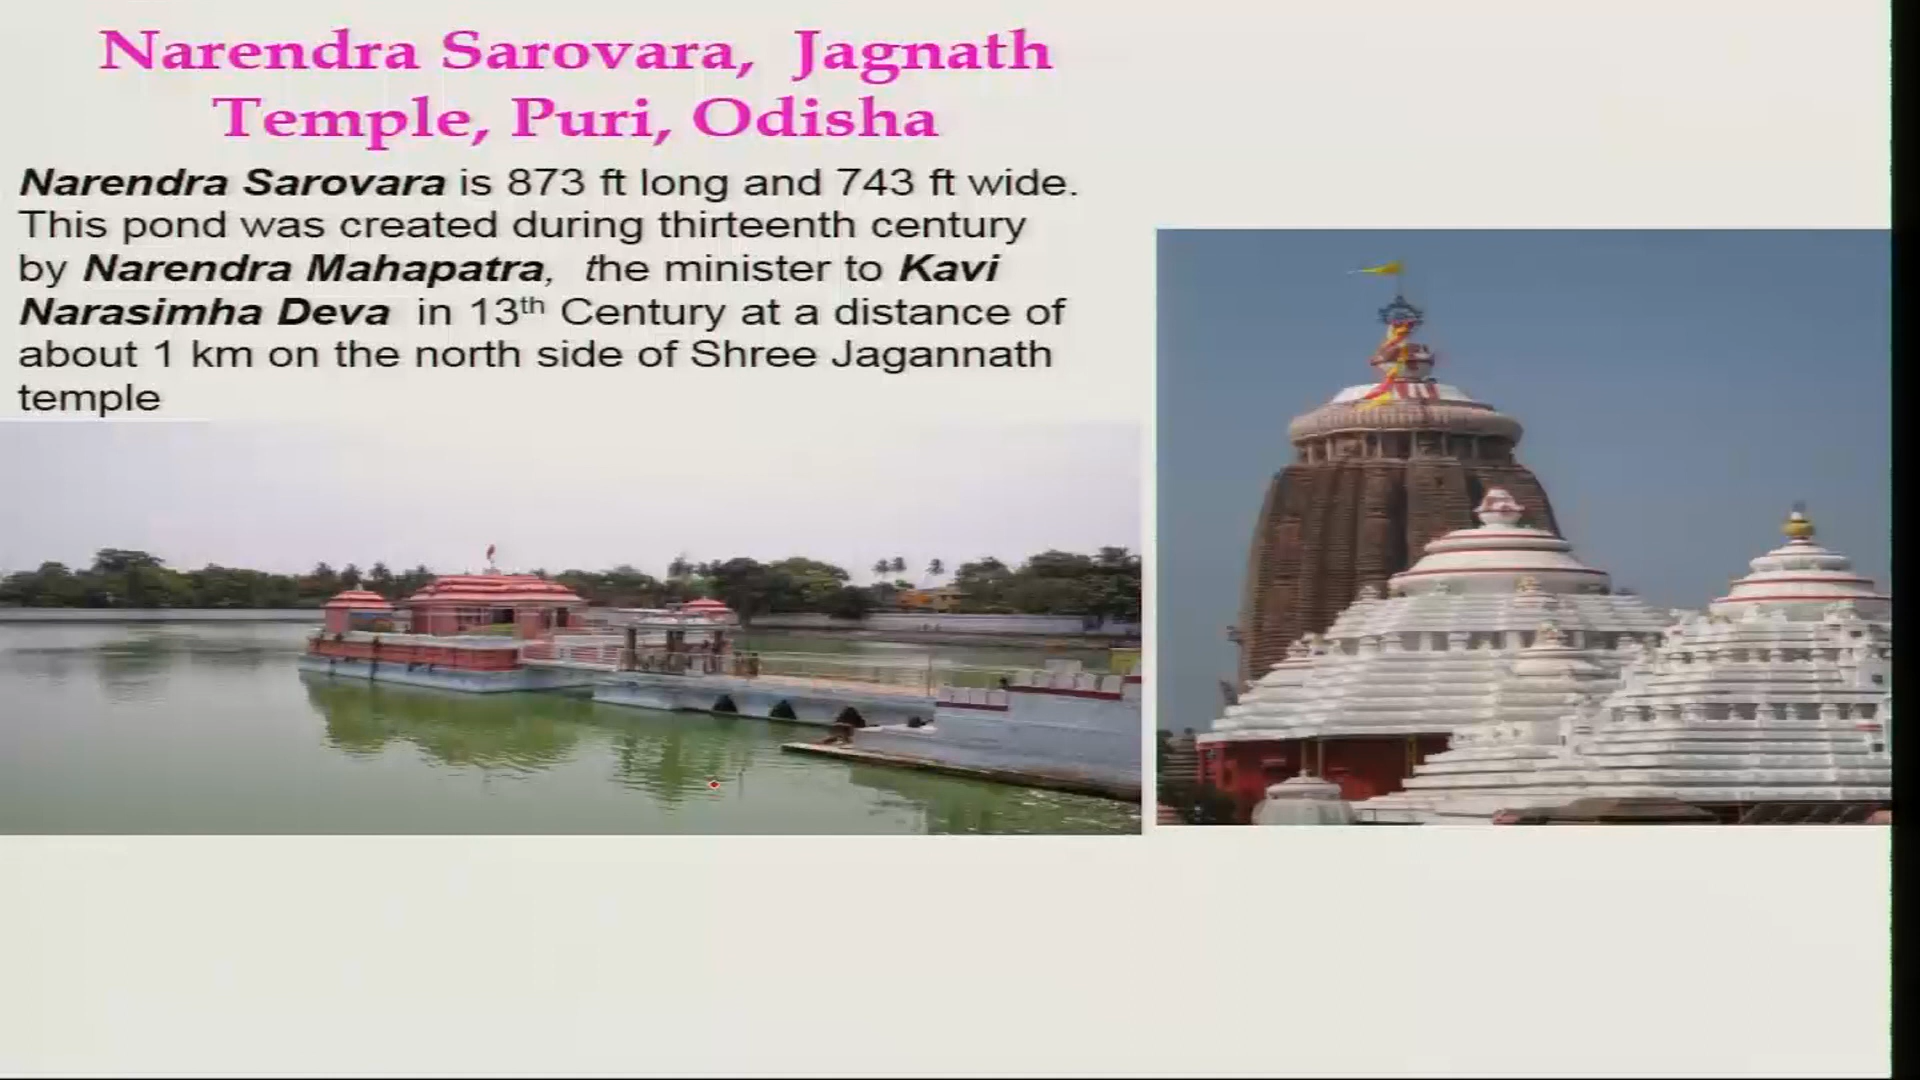 Narendra Sarovara, Jagnath
Temple, Puri, Odisha
Narendra Sarovara is 873 ft long and 743 ft wide.
This pond was created during thirteenth century
by Narendra Mahapatra, the minister to Kavi
Narasimha Deva in 13th Century at a distance of
about 1 km on the north side of Shree Jagannath
temple